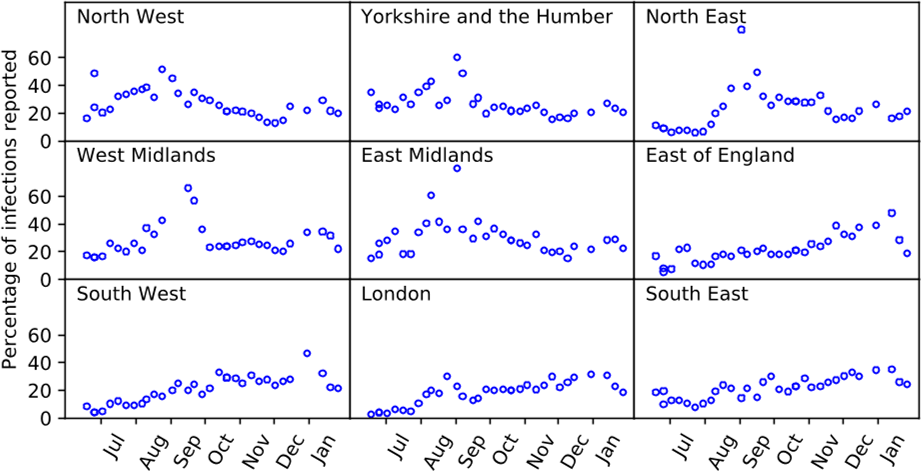 North West
Yorkshire and the Humber
North East
60
40
20
0
West Midlands
East Midlands
East of England
60
40
20
0
South West
London
South East
60
40
20
0
Percentage of infections reported
Jul Aug Sep Oct Nov Dec Jan
Jul Aug Sep Oct Nov Dec Jan
Jul Aug Sep Oct Nov Dec Jan